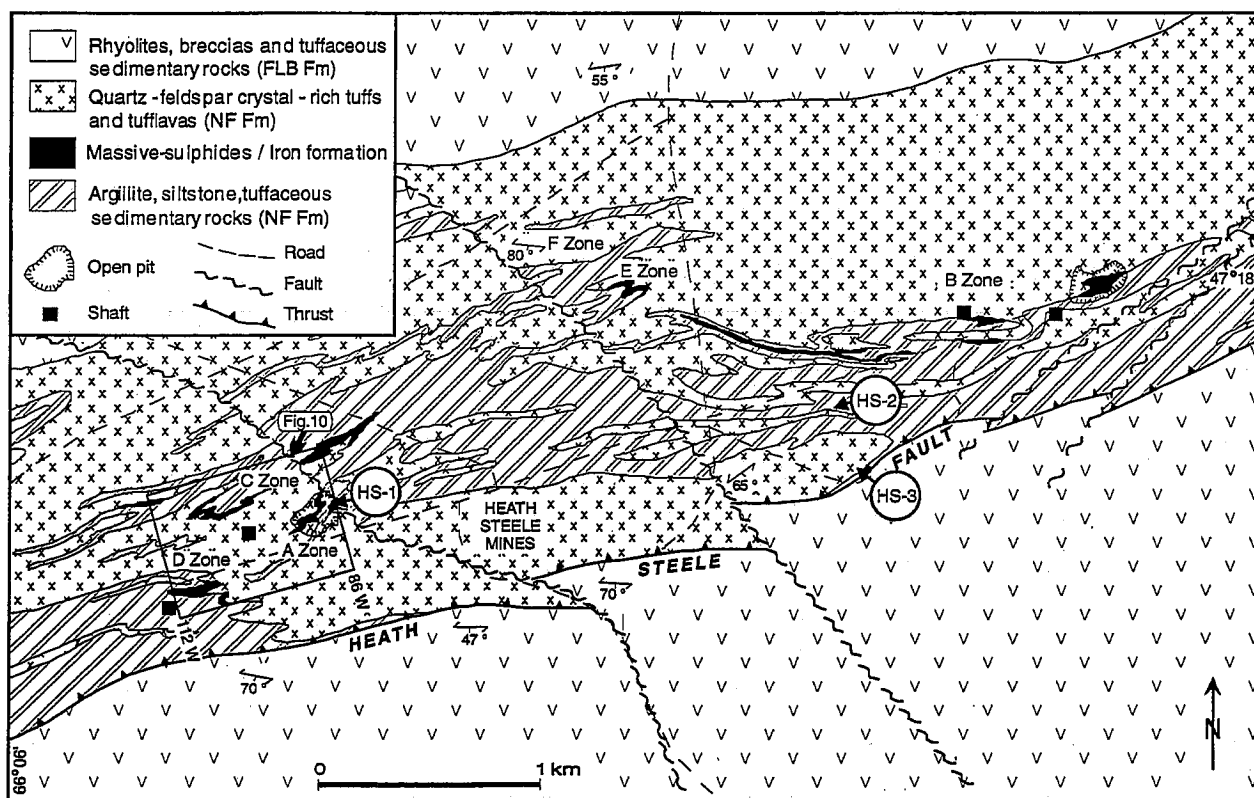 Rhyolites, breccias and tuffaceous
sedimentary rocks (FLB Fm)
Quartz - feldspar crystal - rich tuffs
and tufflavas (NF Fm)
Massive-sulphides / Iron formation
Argillite, siltstone, tuffaceous
sedimentary rocks (NF Fm)
Open pit
Shaft
Road
Fault
Thrust
55°
F Zone
80°
E Zone
B Zone
47°18'
HS-2
Fig.10
FAULT
HS-3
65°
C Zone
HS-1
HEATH
STEELE
MINES
A Zone
D Zone
86 W
STEELE
70°
112 W
HEATH
47°
70°
66°06'
0 1 km
N